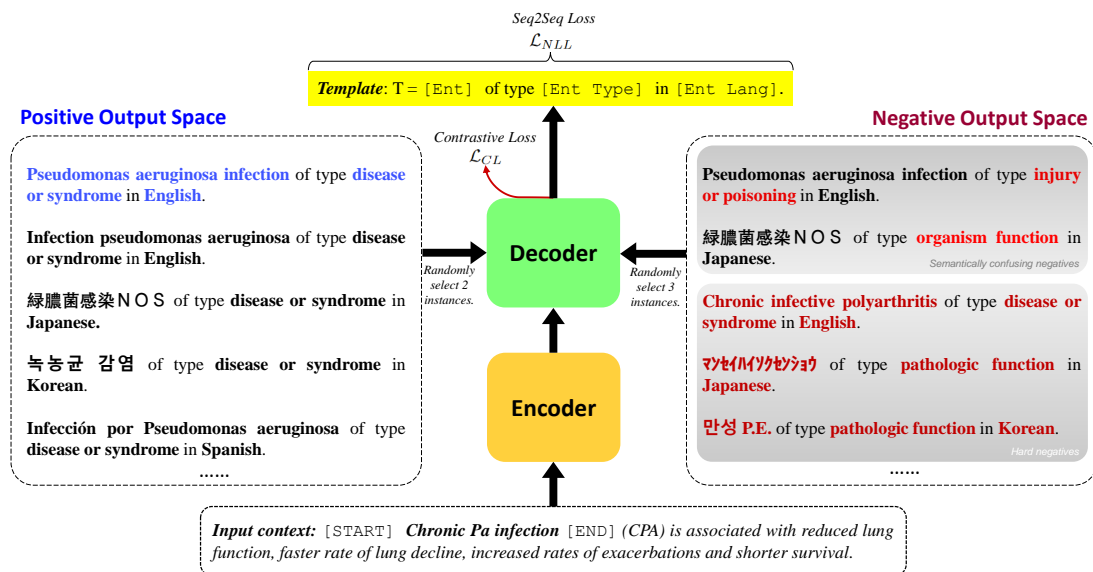 Seq2Seq Loss
L_NLL
Template: T = [Ent] of type [Ent Type] in [Ent Lang].
Positive Output Space
Pseudomonas aeruginosa infection of type disease
or syndrome in English.
Infection pseudomonas aeruginosa of type disease
or syndrome in English.
緑膿菌感染ＮＯＳ of type disease or syndrome in
Japanese.
녹농균 감염 of type disease or syndrome in
Korean.
Infección por Pseudomonas aeruginosa of type
disease or syndrome in Spanish.
……
Contrastive Loss
L_CL
Decoder
Encoder
Randomly
select 2
instances.
Randomly
select 3
instances.
Negative Output Space
Pseudomonas aeruginosa infection of type injury
or poisoning in English.
緑膿菌感染ＮＯＳ of type organism function in
Japanese.
Semantically confusing negatives
Chronic infective polyarthritis of type disease or
syndrome in English.
ﾏﾝｾｲﾊｲｿｸｾﾝｼｮｳ of type pathologic function in
Japanese.
만성 P.E. of type pathologic function in Korean.
Hard negatives
……
Input context: [START] Chronic Pa infection [END] (CPA) is associated with reduced lung
function, faster rate of lung decline, increased rates of exacerbations and shorter survival.